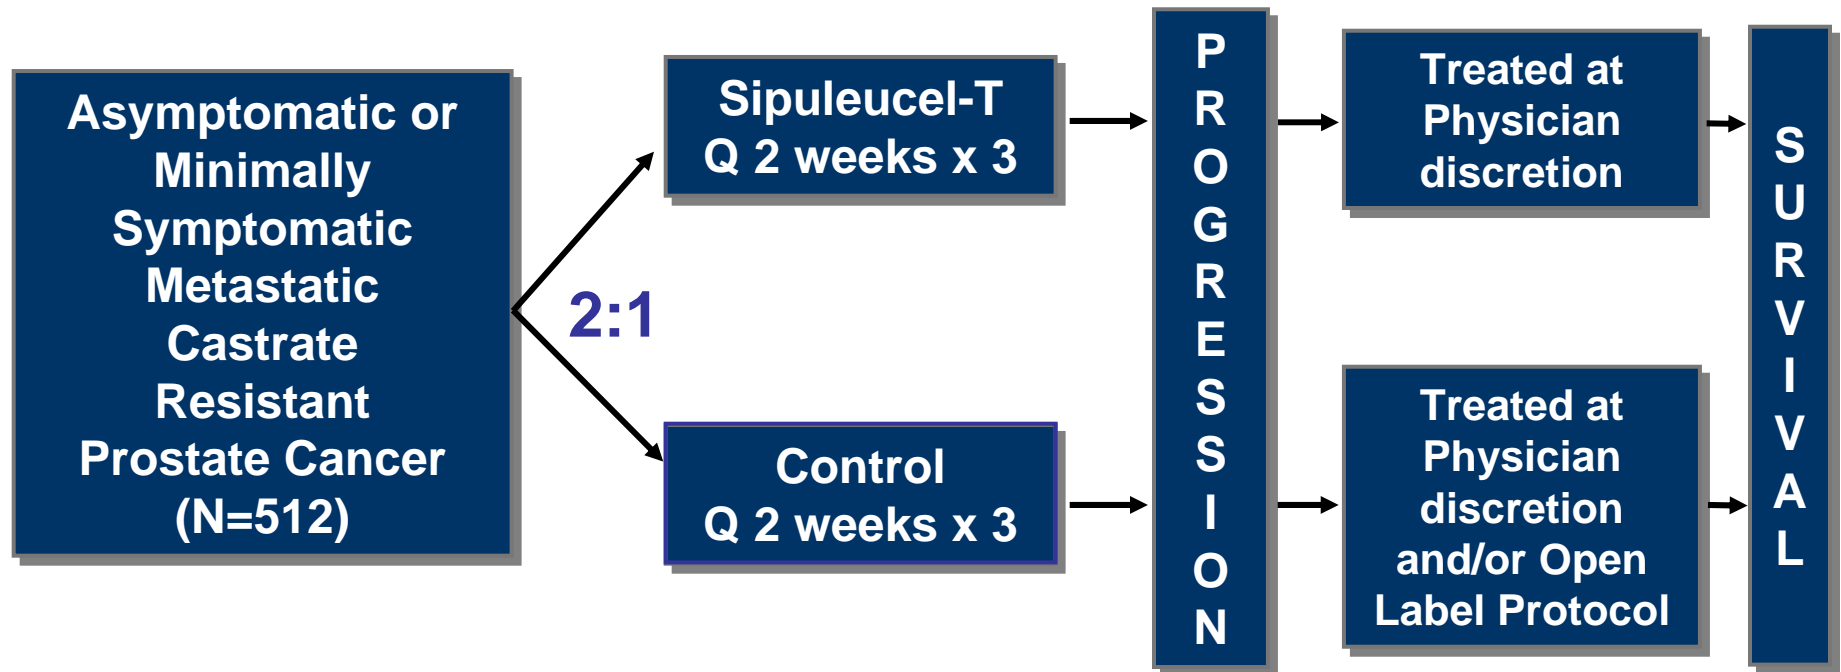 Asymptomatic or
Minimally
Symptomatic
Metastatic
Castrate
Resistant
Prostate Cancer
(N=512)
2:1
Sipuleucel-T
Q 2 weeks x 3
Control
Q 2 weeks x 3
P
R
O
G
R
E
S
S
I
O
N
Treated at
Physician
discretion
Treated at
Physician
discretion
and/or Open
Label Protocol
S
U
R
V
I
V
A
L